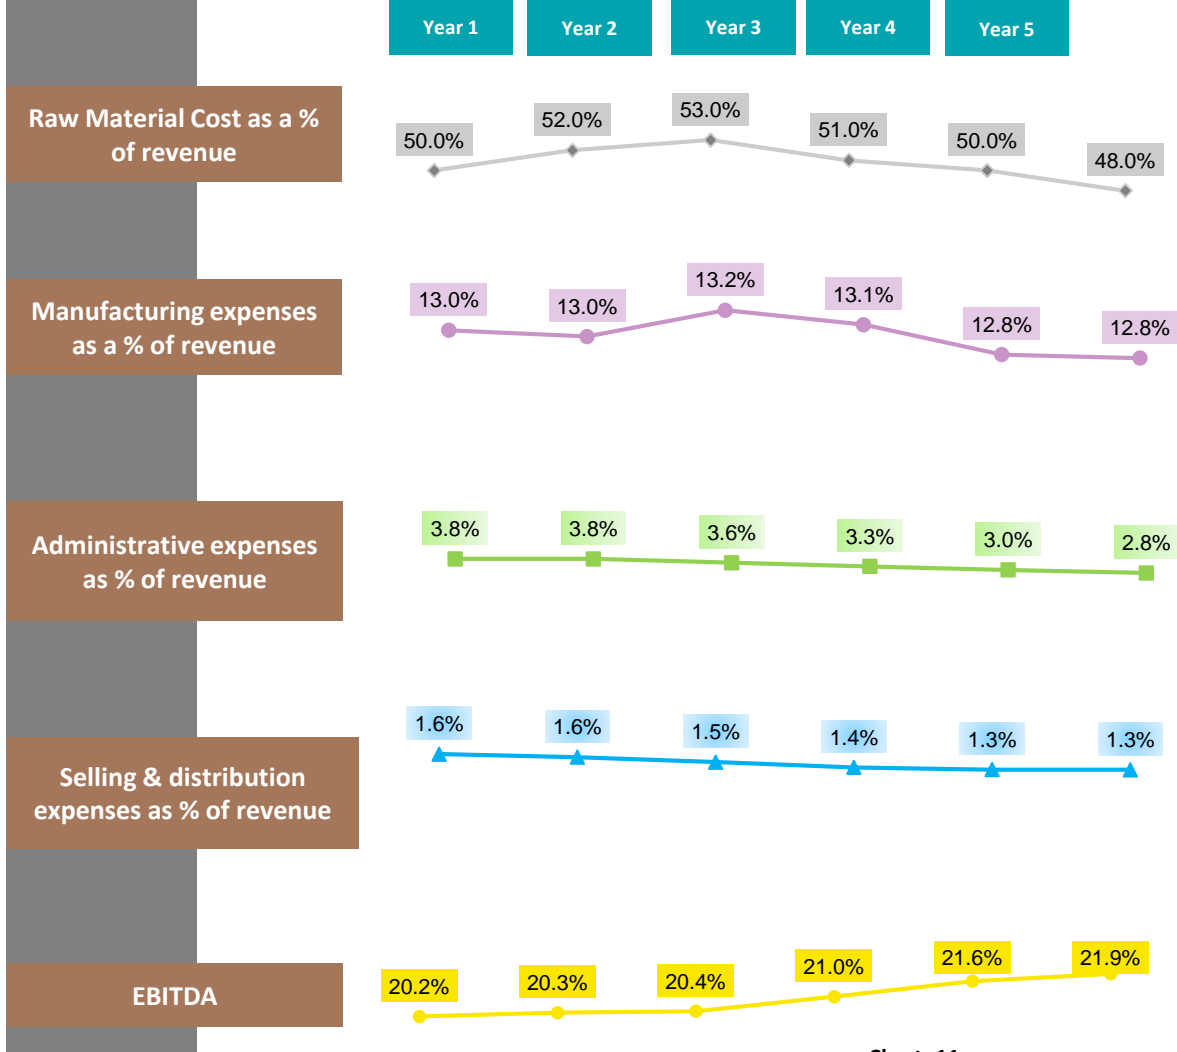 Year 1 Year 2 Year 3 Year 4 Year 5
Raw Material Cost as a %
of revenue
50.0% 52.0% 53.0% 51.0% 50.0% 48.0%
Manufacturing expenses
as a % of revenue
13.0% 13.0% 13.2% 13.1% 12.8% 12.8%
Administrative expenses
as % of revenue
3.8% 3.8% 3.6% 3.3% 3.0% 2.8%
Selling & distribution
expenses as % of revenue
1.6% 1.6% 1.5% 1.4% 1.3% 1.3%
EBITDA
20.2% 20.3% 20.4% 21.0% 21.6% 21.9%